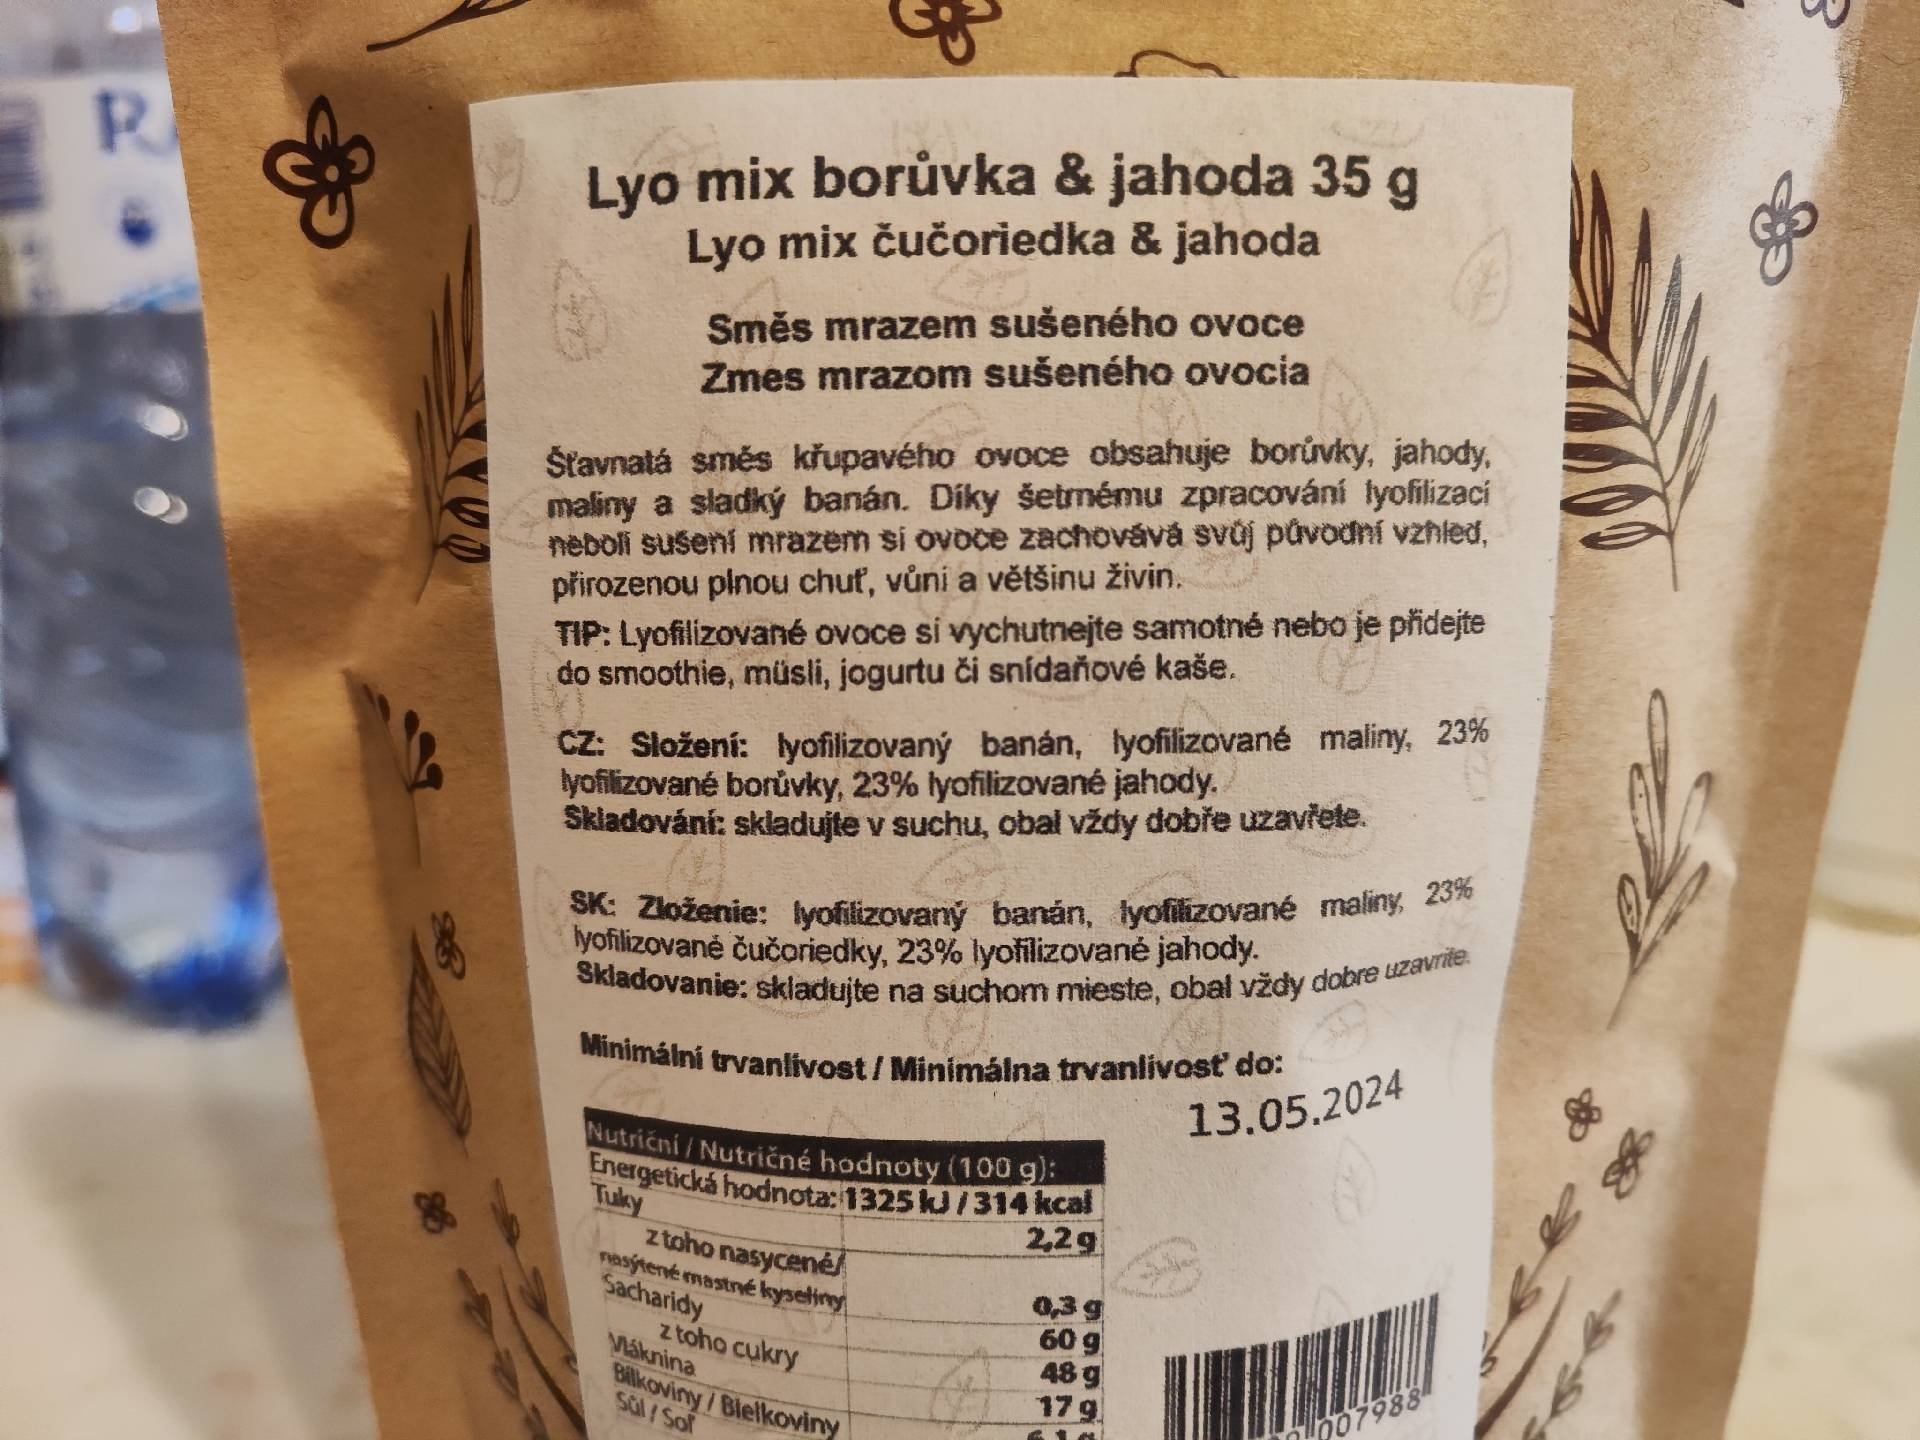 R
Lyo mix borůvka & jahoda 35 g
Lyo mix čučoriedka & jahoda
Směs mrazem sušeného ovoce
Zmes mrazom sušeného ovocia
Šťavnatá směs křupavého ovoce obsahuje borůvky, jahody,
maliny a sladký banán. Díky šetrnému zpracování lyofilizací
neboli sušení mrazem si ovoce zachovává svůj původní vzhled,
přirozenou plnou chuť, vůni a většinu živin.
TIP: Lyofilizované ovoce si vychutnejte samotné nebo je přidejte
do smoothie, müsli, jogurtu či snídaňové kaše.
CZ: Složení: lyofilizovaný banán, lyofilizované maliny, 23%
lyofilizované borůvky, 23% lyofilizované jahody.
Skladování: skladujte v suchu, obal vždy dobře uzavřete.
SK: Zloženie: lyofilizovaný banán, lyofilizované maliny, 23%
lyofilizované čučoriedky, 23% lyofilizované jahody.
Skladovanie: skladujte na suchom mieste, obal vždy dobre uzavrite.
Minimální trvanlivost / Minimálna trvanlivosť do:
13.05.2024
Nutriční / Nutričné hodnoty (100 g):
Energetická hodnota: 1325 kJ / 314 kcal
Tuky 2,2 g
z toho nasycené/
nasýtené mastné kyseliny 0,3 g
Sacharidy 60 g
z toho cukry 48 g
Vláknina 17 g
Bílkoviny / Bielkoviny
Sůl / Soľ
007988